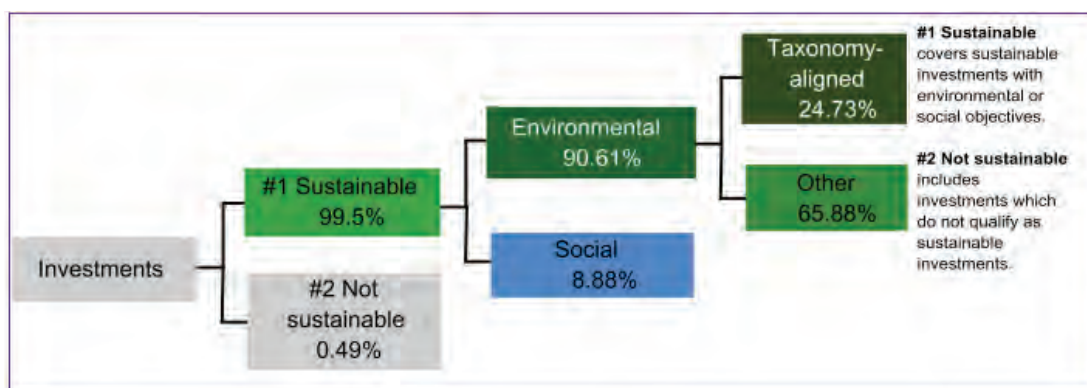 Investments
#1 Sustainable
99.5%
#2 Not
sustainable
0.49%
Environmental
90.61%
Social
8.88%
Taxonomy-
aligned
24.73%
Other
65.88%
#1 Sustainable
covers sustainable
investments with
environmental or
social objectives.
#2 Not sustainable
includes
investments which
do not qualify as
sustainable
investments.